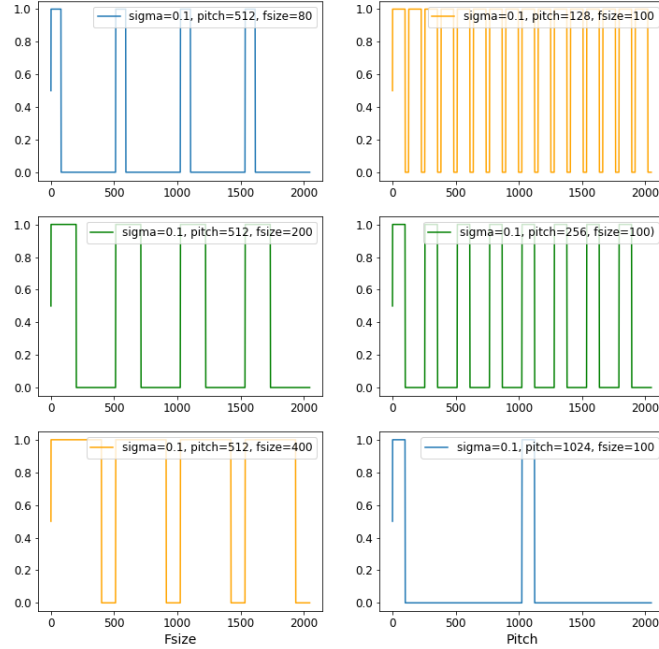 sigma=0.1, pitch=512, fsize=80
1.0
0.8
0.6
0.4
0.2
0.0
0 500 1000 1500 2000
sigma=0.1, pitch=128, fsize=100
1.0
0.8
0.6
0.4
0.2
0.0
0 500 1000 1500 2000
sigma=0.1, pitch=512, fsize=200
1.0
0.8
0.6
0.4
0.2
0.0
0 500 1000 1500 2000
sigma=0.1, pitch=256, fsize=100)
1.0
0.8
0.6
0.4
0.2
0.0
0 500 1000 1500 2000
sigma=0.1, pitch=512, fsize=400
1.0
0.8
0.6
0.4
0.2
0.0
0 500 1000 1500 2000
Fsize
sigma=0.1, pitch=1024, fsize=100
1.0
0.8
0.6
0.4
0.2
0.0
0 500 1000 1500 2000
Pitch